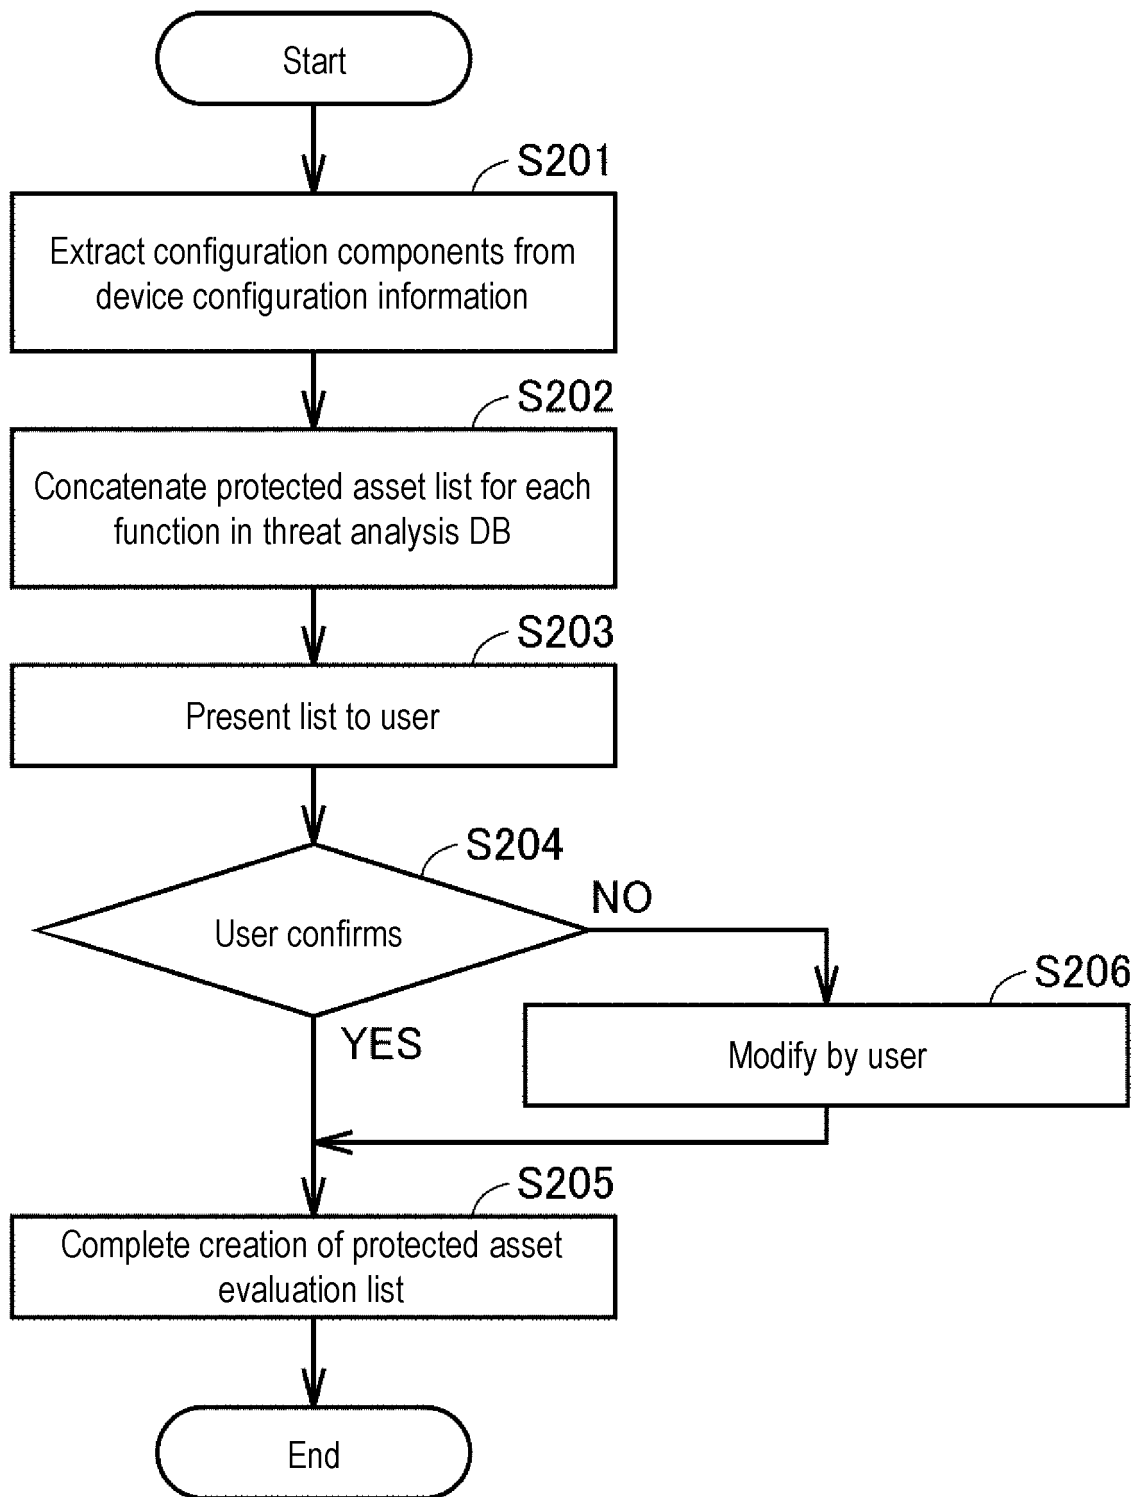 Start
S201
Extract configuration components from
device configuration information
S202
Concatenate protected asset list for each
function in threat analysis DB
S203
Present list to user
S204
User confirms
NO
YES
S206
Modify by user
S205
Complete creation of protected asset
evaluation list
End